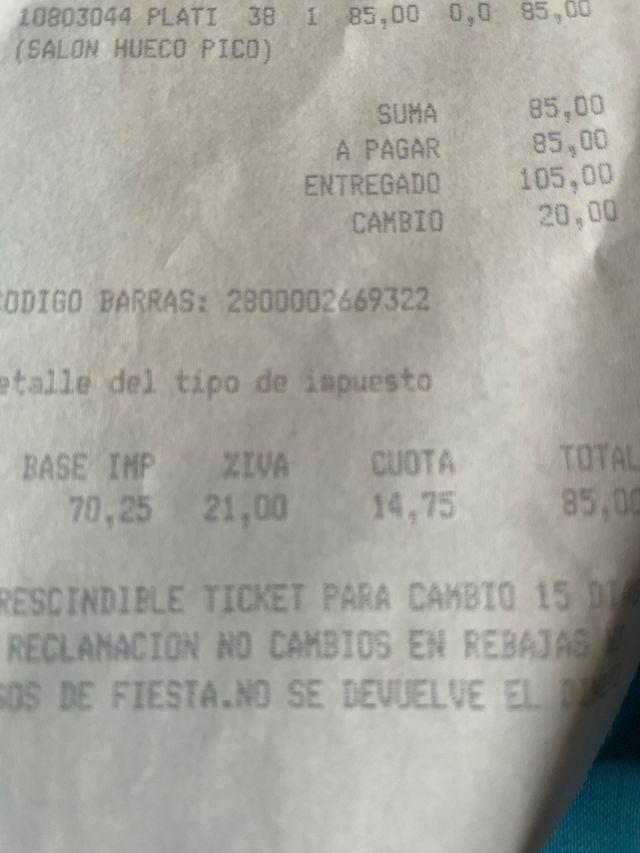 10803044 PLATI 38 1 85,00 0,0 85,00
(SALON HUECO PICO)
SUMA 85,00
A PAGAR 85,00
ENTREGADO 105,00
CAMBIO 20,00
CODIGO BARRAS: 2800002669322
etalle del tipo de impuesto
BASE IMP %IVA CUOTA TOTAL
70,25 21,00 14,75 85,00
RESCINDIBLE TICKET PARA CAMBIO 15
RECLAMACION NO CAMBIOS EN REBAJAS
SOS DE FIESTA.NO SE DEVUELVE EL